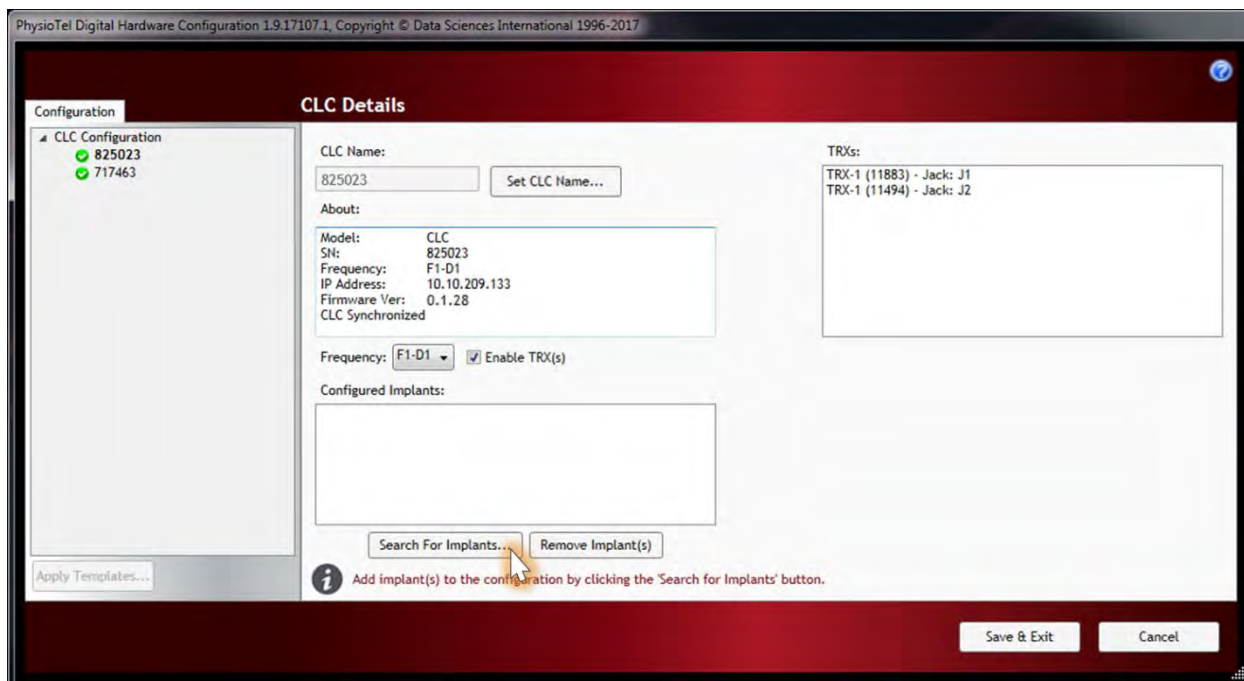 PhysioTel Digital Hardware Configuration 1.9.17107.1, Copyright © Data Sciences International 1996-2017
Configuration
CLC Configuration
825023
717463
Apply Templates...
CLC Details
CLC Name:
825023
Set CLC Name...
About:
Model: CLC
SN: 825023
Frequency: F1-D1
IP Address: 10.10.209.133
Firmware Ver: 0.1.28
CLC Synchronized
Frequency: F1-D1 Enable TRX(s)
Configured Implants:
Search For Implants... Remove Implant(s)
Add implant(s) to the configuration by clicking the 'Search for Implants' button.
TRXs:
TRX-1 (11883) - Jack: J1
TRX-1 (11494) - Jack: J2
Save & Exit Cancel